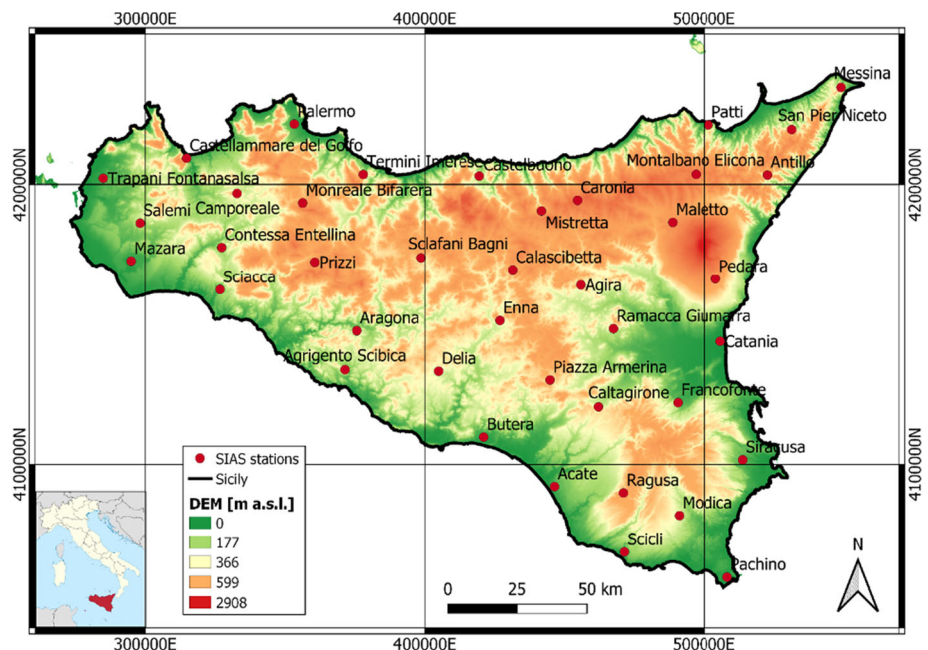 300000E 400000E 500000E
Messina
Palermo
Patti
San Pier Niceto
Castellammare del Golfo
Termini Imerese
Castelbuono
Montalbano Elicona
Antillo
4200000N
4200000N
Trapani Fontanasalsa
Monreale Bifarera
Caronia
Salemi
Camporeale
Mistretta
Maletto
Contessa Entellina
Mazara
Sclafani Bagni
Calascibetta
Prizzi
Pedara
Sciacca
Agira
Enna
Ramacca Giumarra
Aragona
Catania
Agrigento Scibica
Delia
Piazza Armerina
Caltagirone
Francofonte
Butera
Siracusa
4100000N
4100000N
SIAS stations
Sicily
DEM [m a.s.l.]
0
177
366
599
2908
Acate
Ragusa
Modica
Scicli
Pachino
N
0 25 50 km
300000E 400000E 500000E